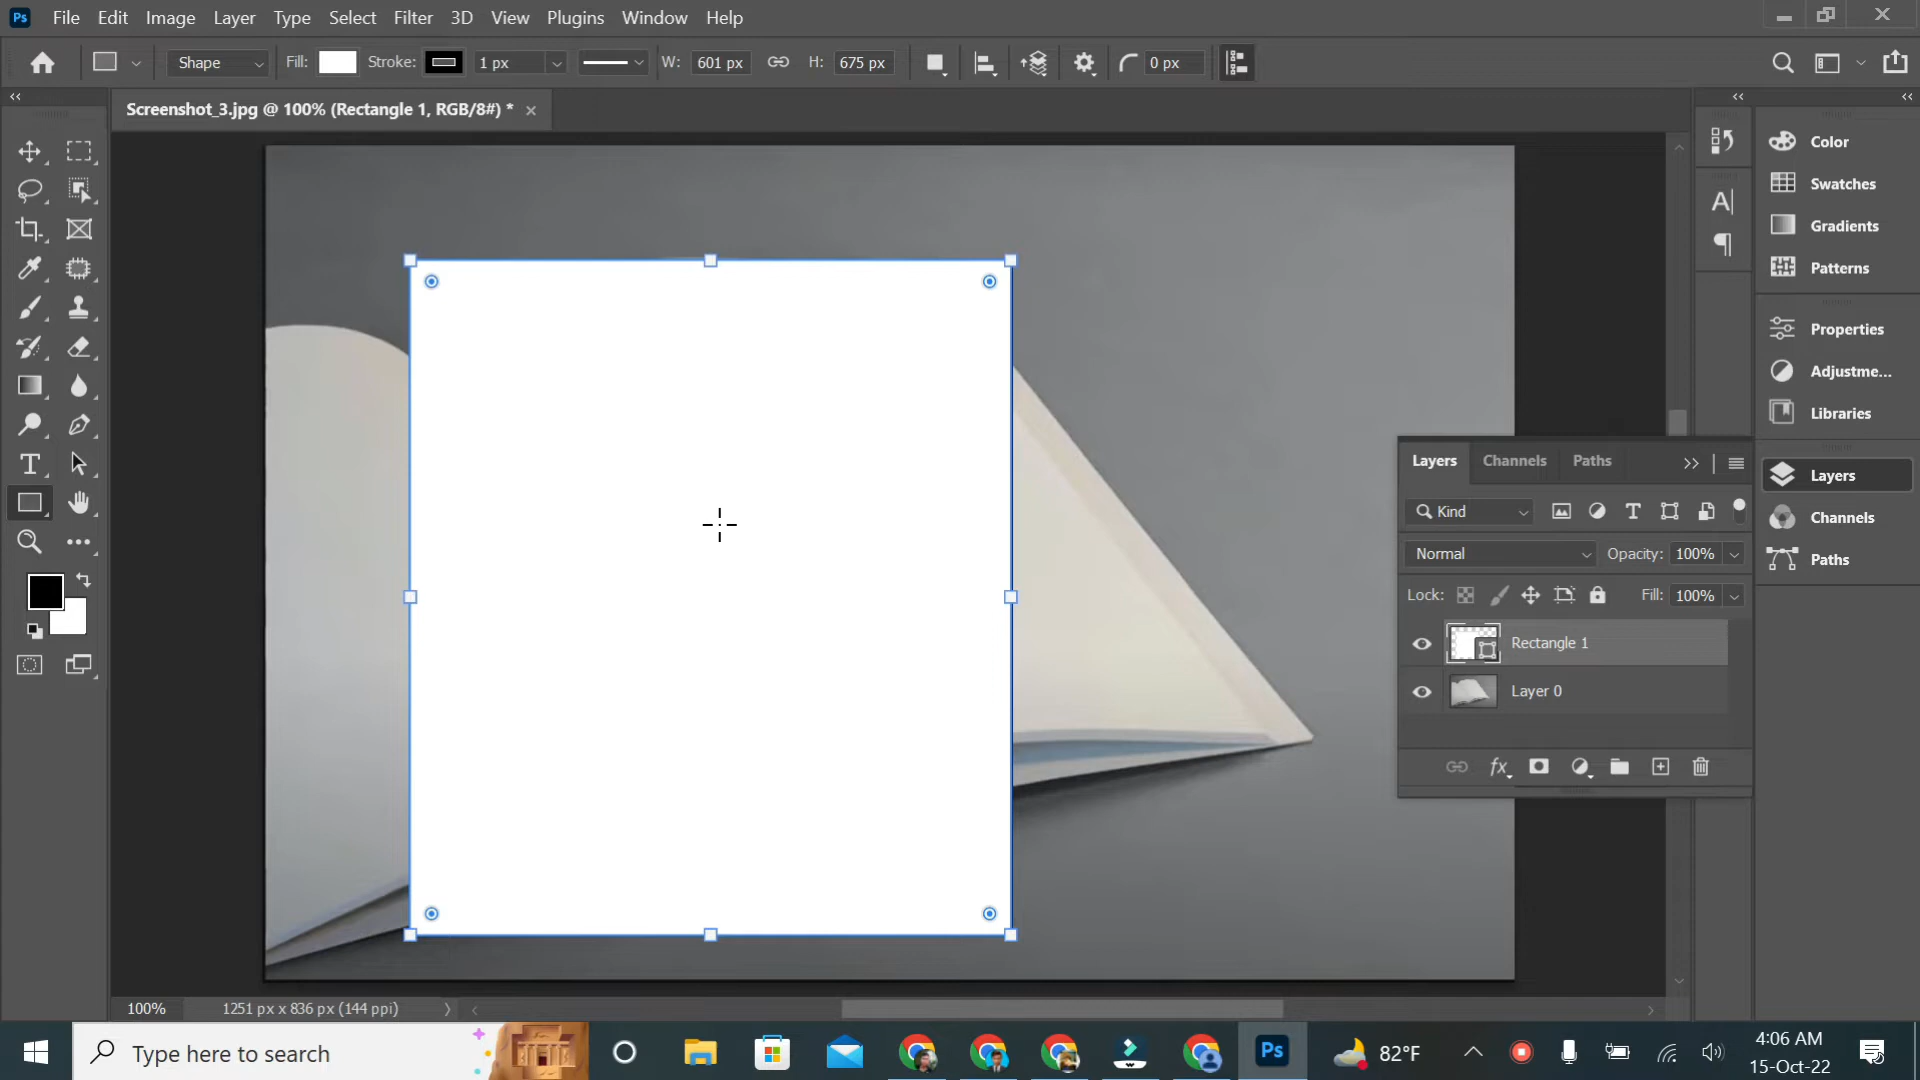 Ps File Edit Image Layer Type Select Filter 3D View Plugins Window Help
Shape Fill: Stroke: 1 px W: 601 px H: 675 px 0 px
Screenshot_3.jpg @ 100% (Rectangle 1, RGB/8#) *
Color
Swatches
Gradients
Patterns
Properties
Adjustme...
Libraries
Layers
Channels
Paths
Layers Channels Paths
Kind
Normal Opacity: 100%
Lock: Fill: 100%
Rectangle 1
Layer 0
fx
100% 1251 px x 836 px (144 ppi)
Type here to search
Ps
82°F
4:06 AM
15-Oct-22